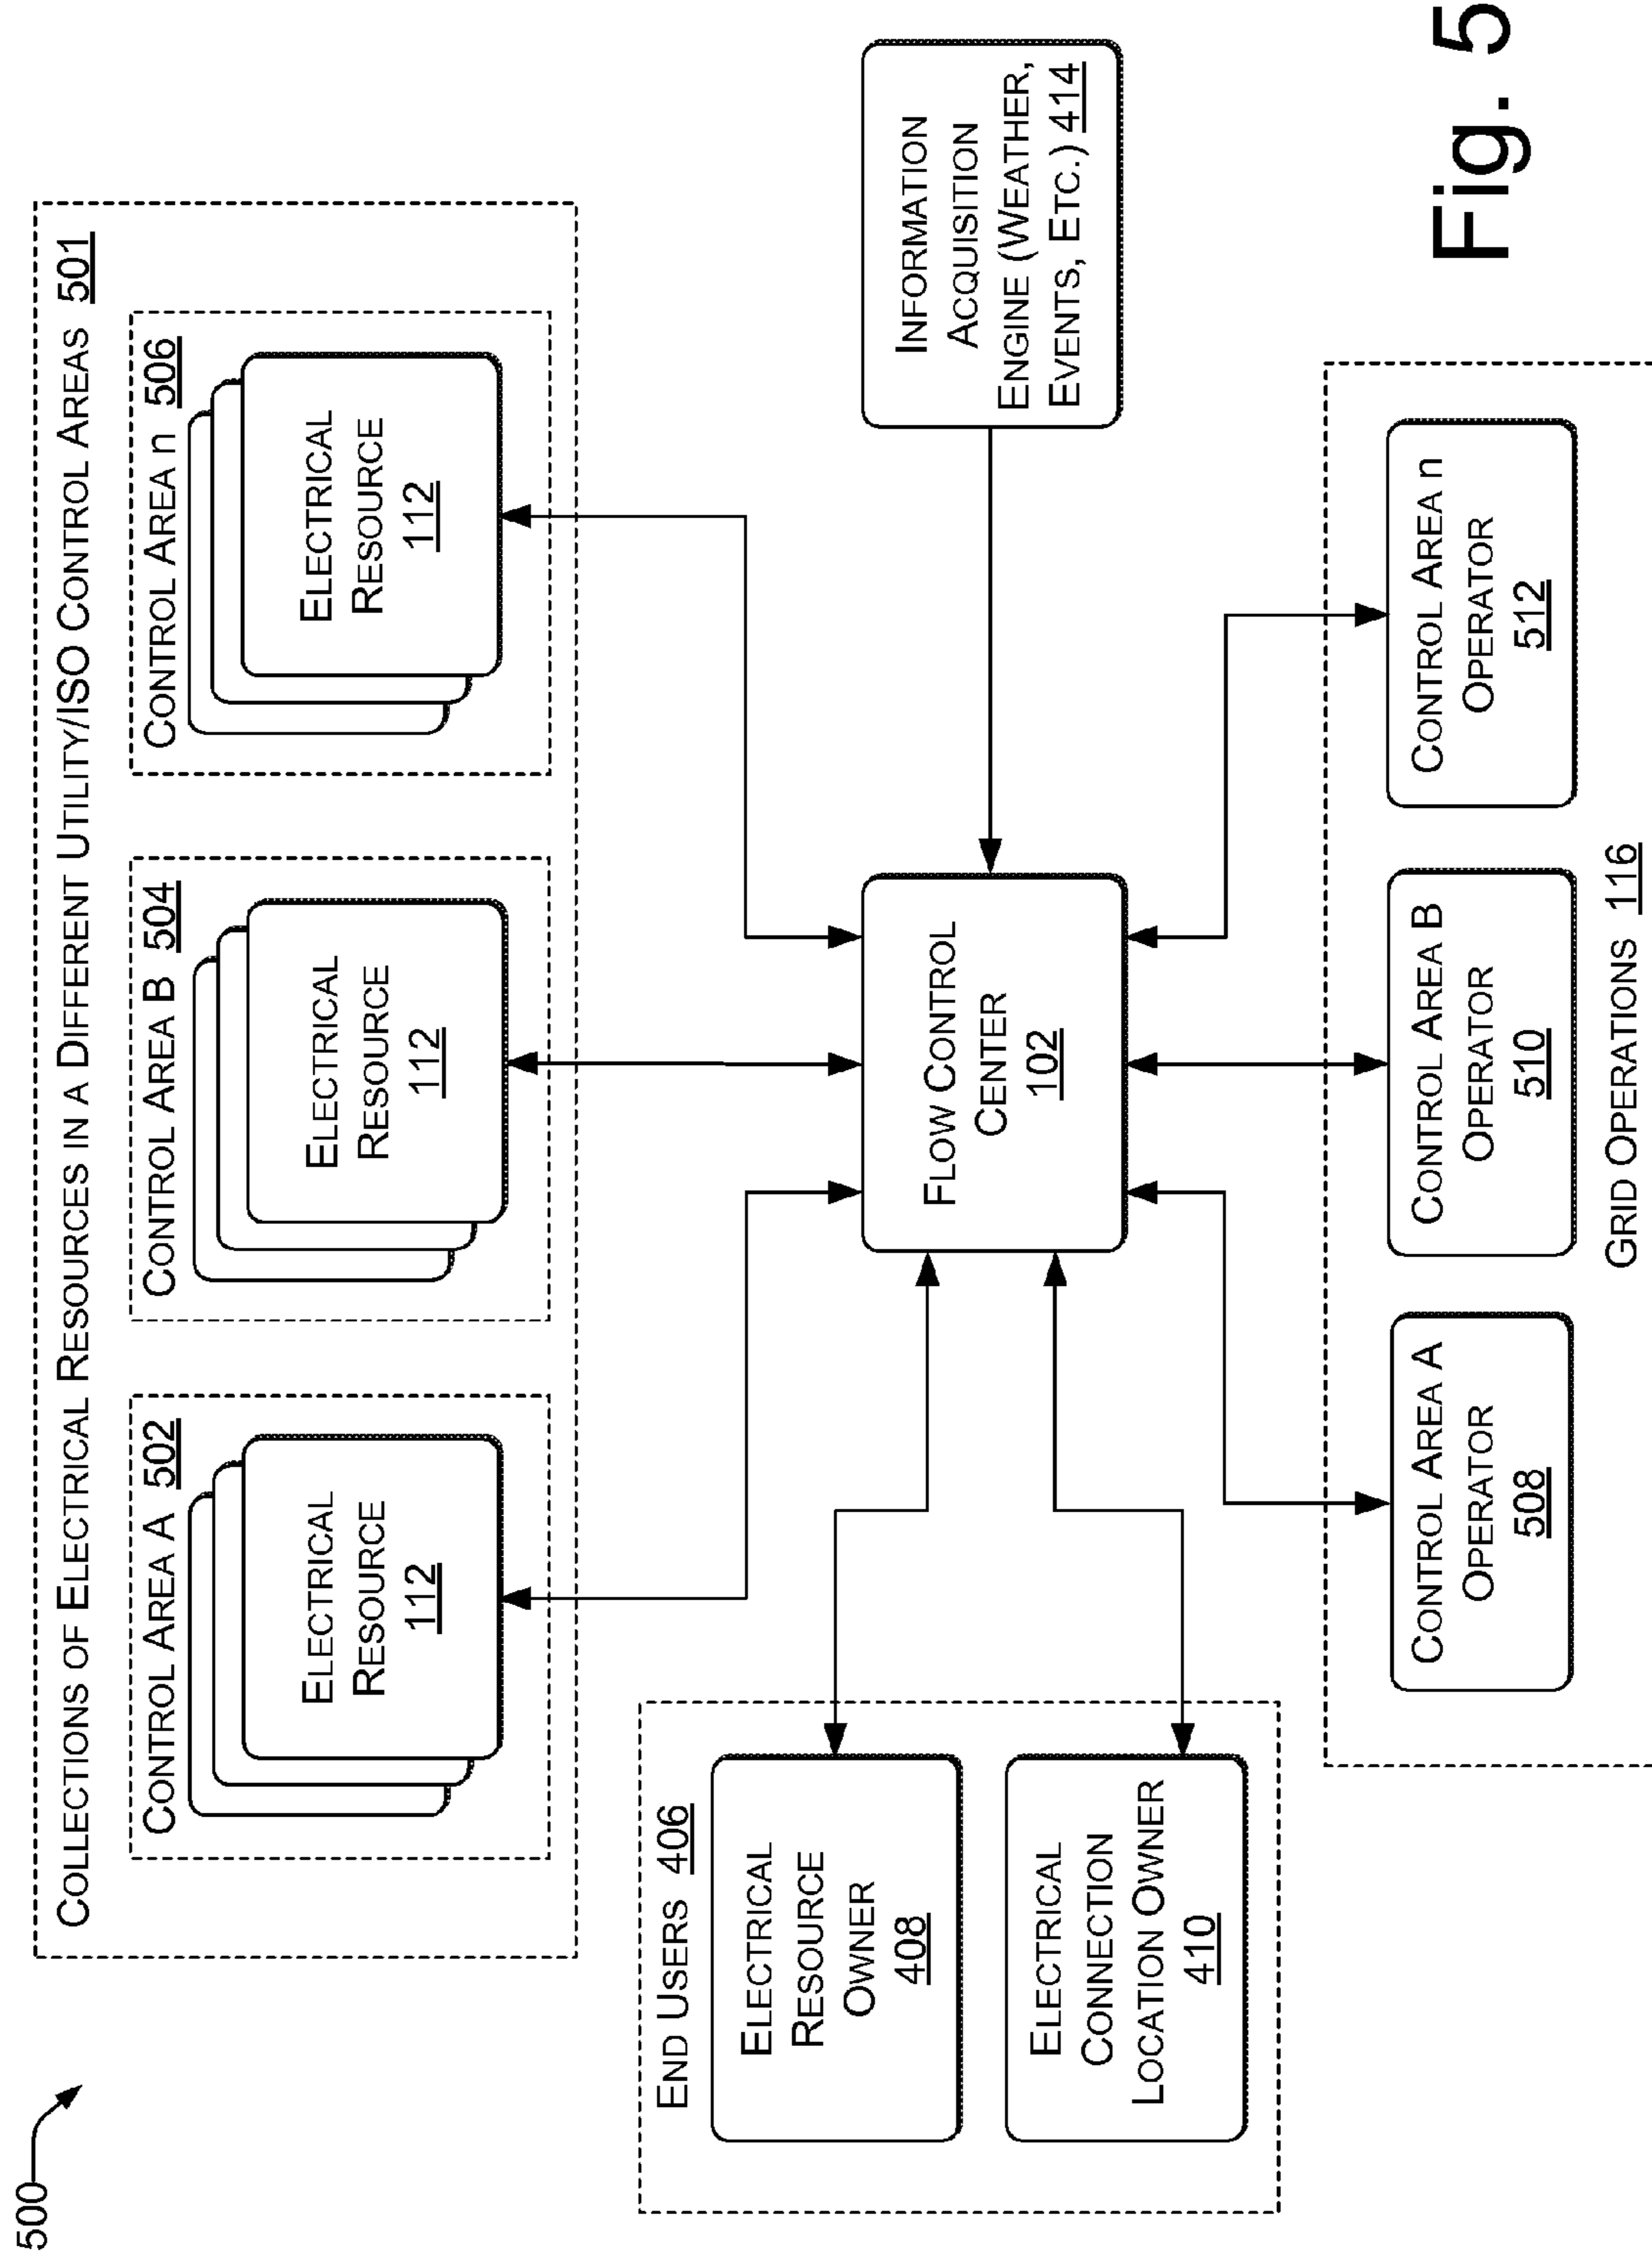 500
COLLECTIONS OF ELECTRICAL RESOURCES IN A DIFFERENT UTILITY/ISO CONTROL AREAS 501
CONTROL AREA A 502
ELECTRICAL
RESOURCE
112
CONTROL AREA B 504
ELECTRICAL
RESOURCE
112
CONTROL AREA n 506
ELECTRICAL
RESOURCE
112
END USERS 406
ELECTRICAL
RESOURCE
OWNER
408
ELECTRICAL
CONNECTION
LOCATION OWNER
410
FLOW CONTROL
CENTER
102
INFORMATION
ACQUISITION
ENGINE (WEATHER,
EVENTS, ETC.) 414
CONTROL AREA A
OPERATOR
508
CONTROL AREA B
OPERATOR
510
CONTROL AREA n
OPERATOR
512
GRID OPERATIONS 116
Fig. 5